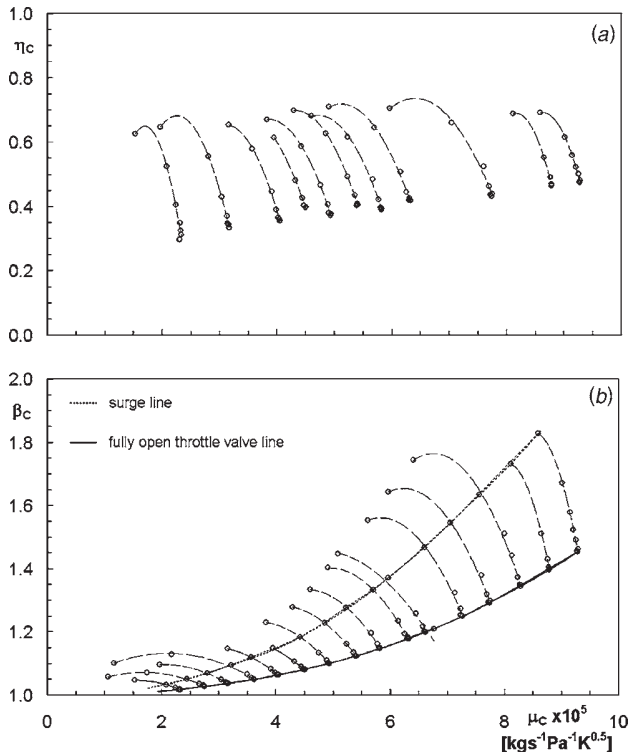 1.0
(a)
ηc
0.8
0.6
0.4
0.2
0.0
2.0
(b)
βc
surge line
1.8
fully open throttle valve line
1.6
1.4
1.2
1.0
0 2 4 6 8 10
μc x10⁵
[kgs⁻¹Pa⁻¹K⁰·⁵]